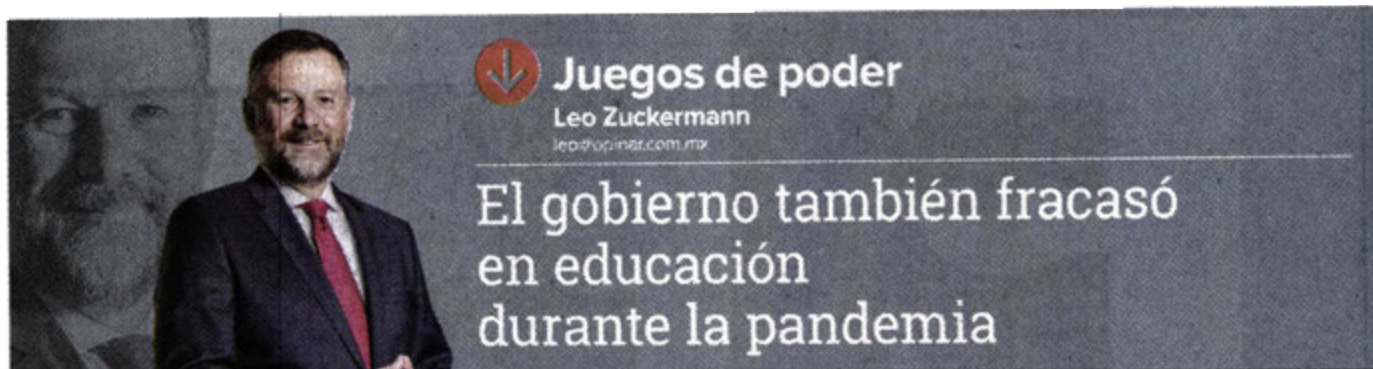 Juegos de poder
Leo Zuckermann
leo@opinar.com.mx
El gobierno también fracasó
en educación
durante la pandemia